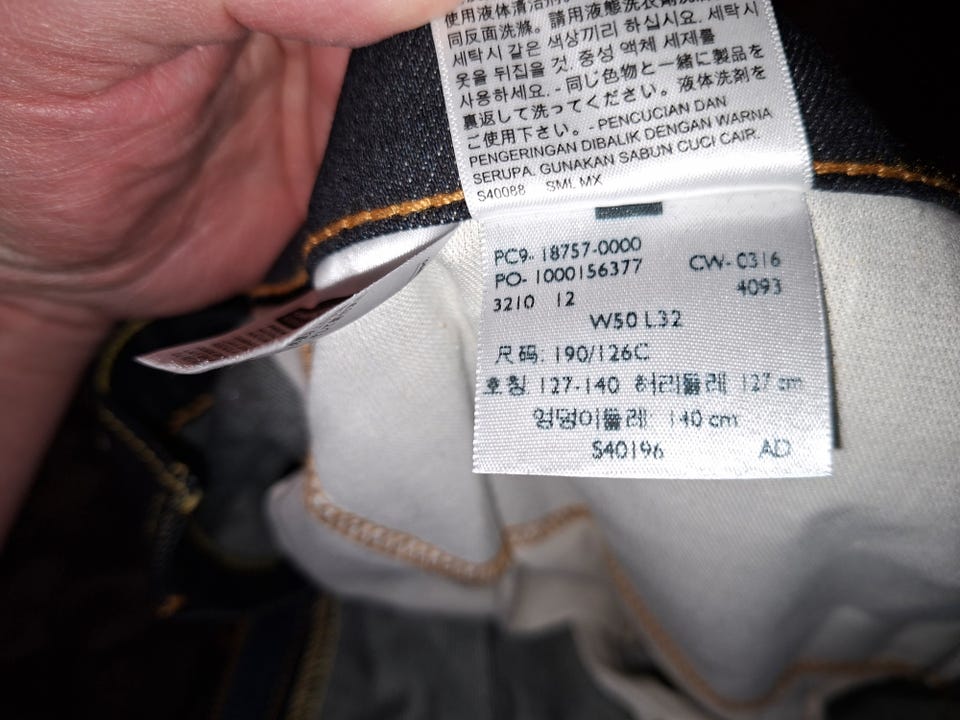 使用液体清洁剂
同反面洗滌。請用液態洗衣劑洗
세탁시 같은 색상끼리 하십시요. 세탁시
옷을 뒤집을 것. 중성 액체 세제를
사용하세요. - 同じ色物と一緒に製品を
裏返して洗ってください。液体洗剤を
ご使用下さい。- PENCUCIAN DAN
PENGERINGAN DIBALIK DENGAN WARNA
SERUPA. GUNAKAN SABUN CUCI CAIR.
S40088 SML MX
PC9- 18757-0000
PO- 1000156377 CW- 0316
3210 12 4093
W50 L32
尺码: 190/126C
호칭 127-140 허리둘레 127 cm
엉덩이둘레 140 cm
S40196 AD